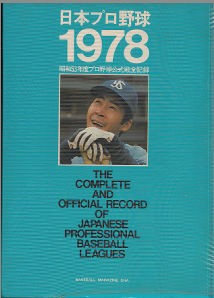 日本プロ野球
1978
昭和53年度プロ野球公式戦全記録
THE
COMPLETE
AND
OFFICIAL RECORD
OF
JAPANESE
PROFESSIONAL
BASEBALL
LEAGUES
BASEBALL MAGAZINE SHA